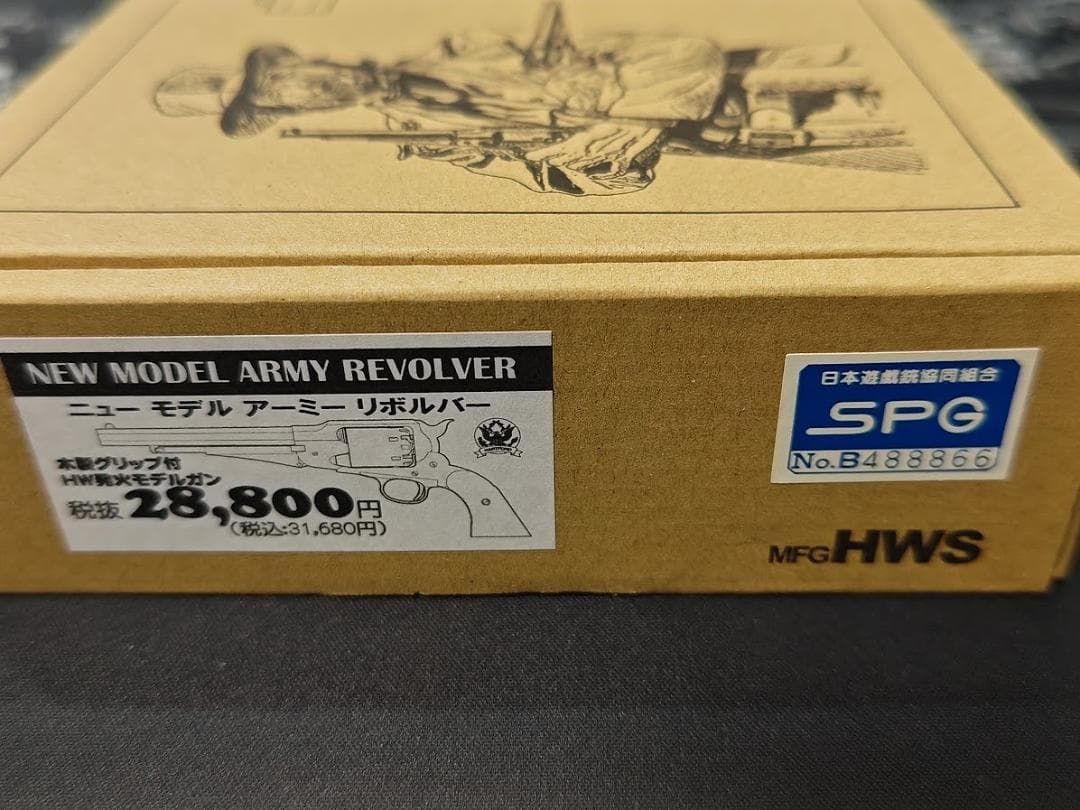 NEW MODEL ARMY REVOLVER
ニュー モデル アーミー リボルバー
木製グリップ付
HW発火モデルガン
税抜 28,800円
(税込:31,680円)
日本遊戯銃協同組合
SPG
No.B488866
MFG.HWS